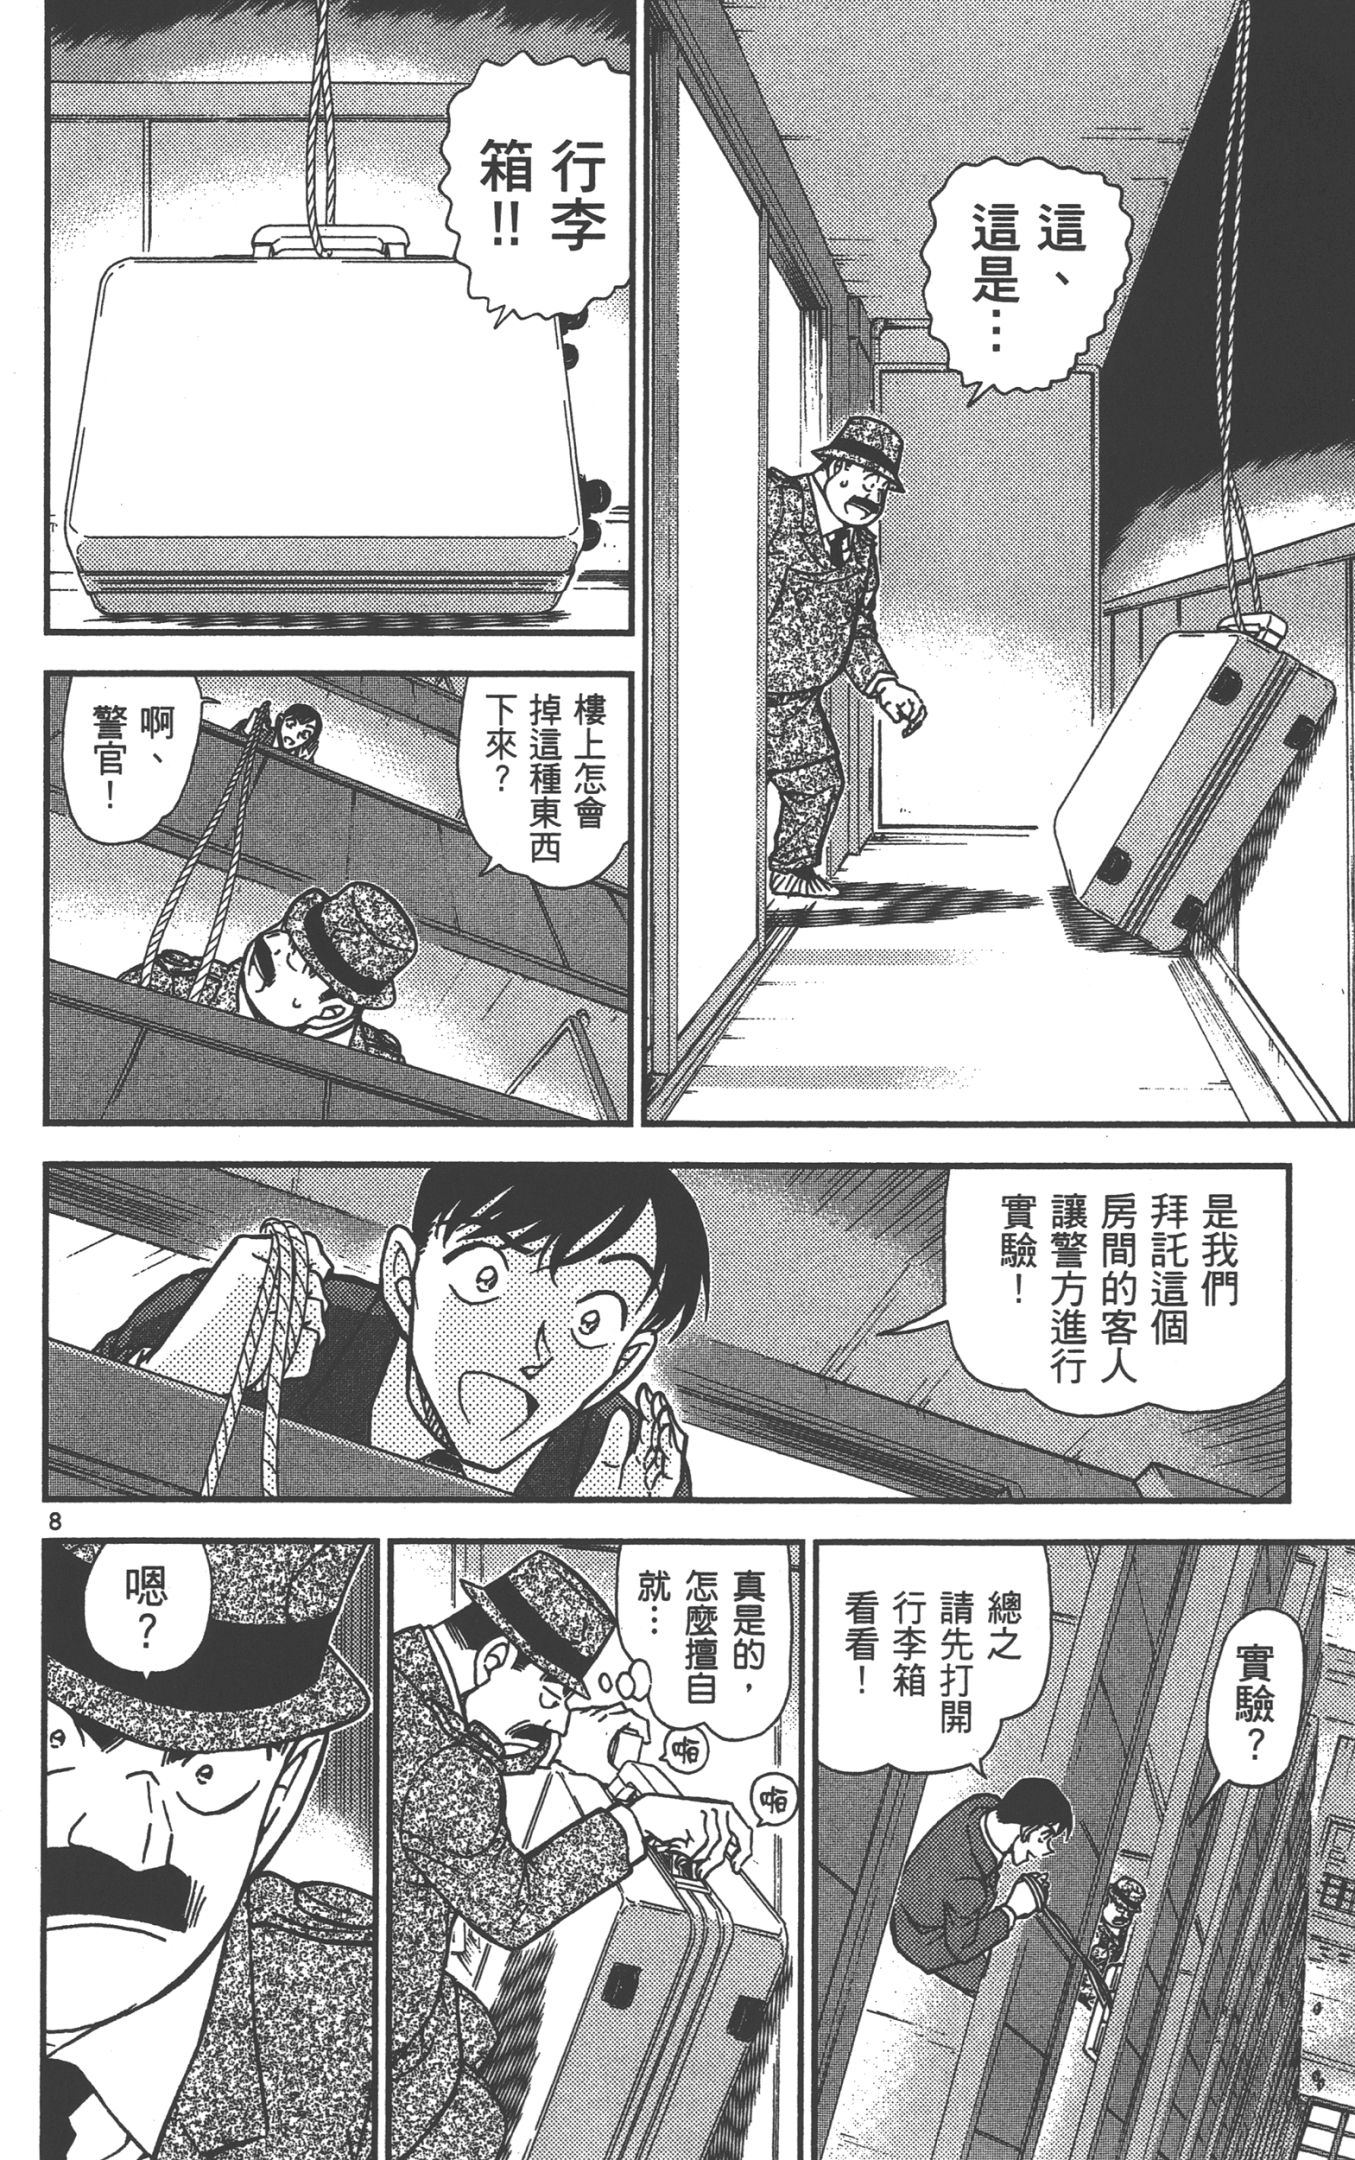 這、
這是…
行李
箱!!
樓上怎會
掉這種東西
下來?
啊、
警官!
是我們
拜託這個
房間的客人
讓警方進行
實驗!
實驗?
總之
請先打開
行李箱
看看!
真是的,
怎麼擅自
就…
嗯?
8